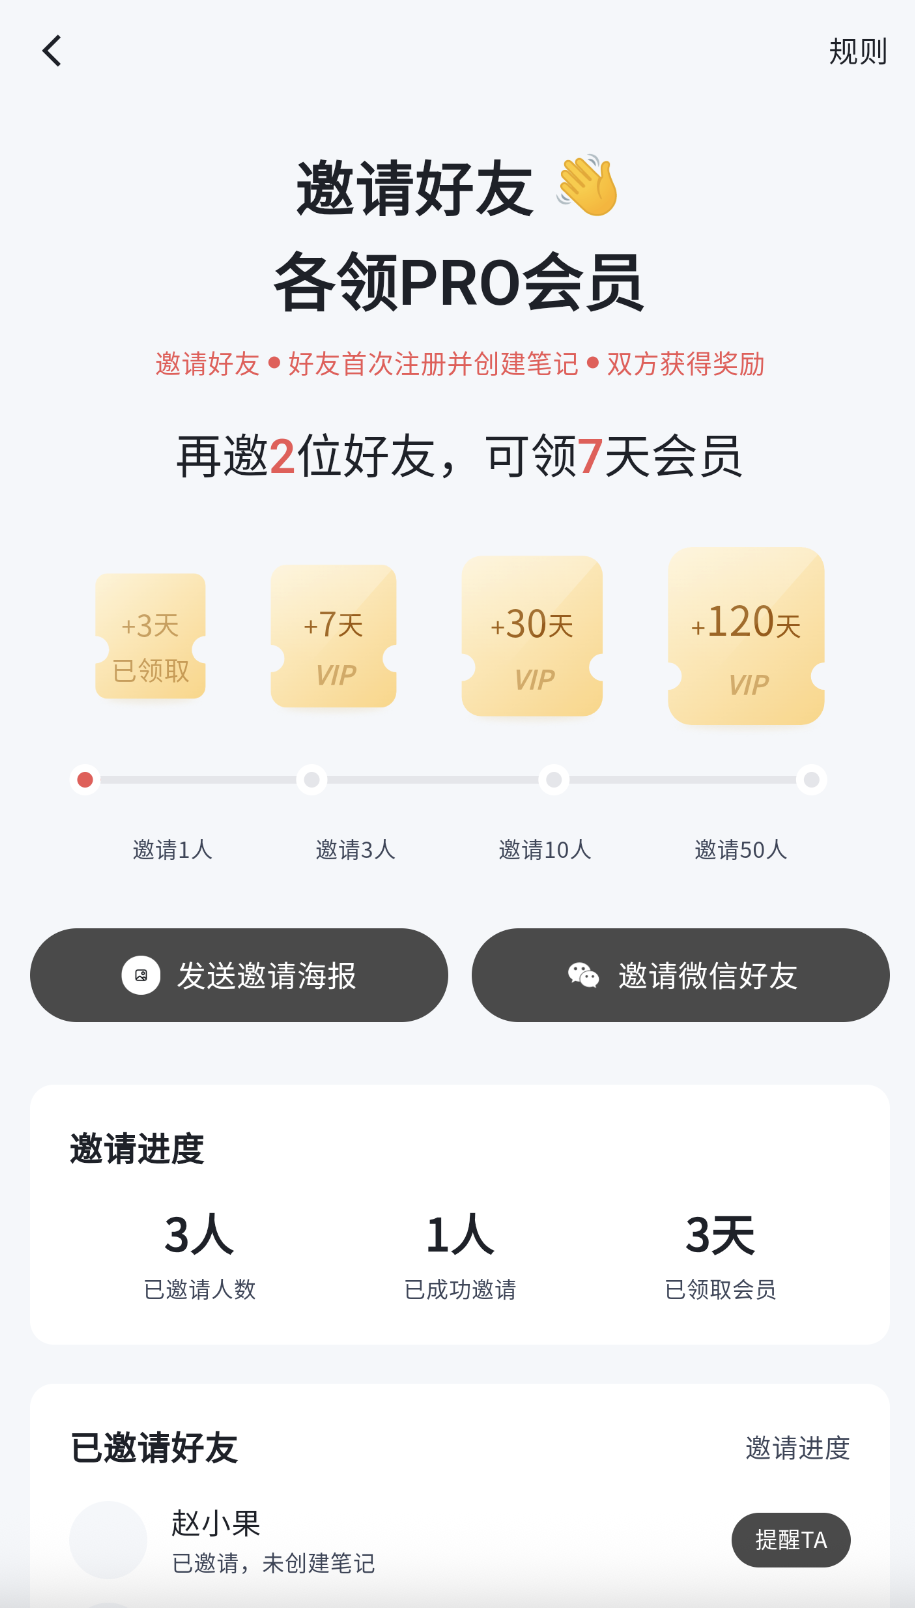 规则
邀请好友 👋
各领PRO会员
邀请好友 ● 好友首次注册并创建笔记 ● 双方获得奖励
再邀2位好友，可领7天会员
+3天
已领取
+7天
VIP
+30天
VIP
+120天
VIP
邀请1人
邀请3人
邀请10人
邀请50人
发送邀请海报
邀请微信好友
邀请进度
3人
已邀请人数
1人
已成功邀请
3天
已领取会员
已邀请好友
邀请进度
赵小果
已邀请，未创建笔记
提醒TA